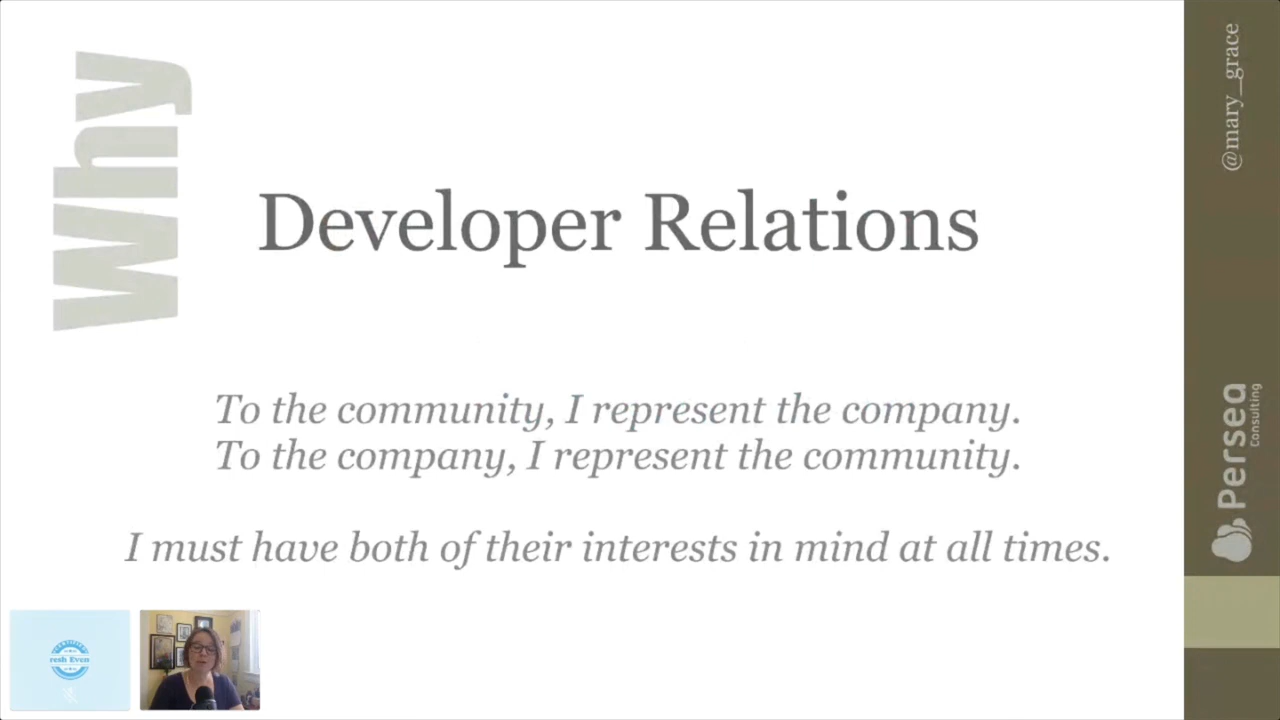 Why
Developer Relations
To the community, I represent the company.
To the company, I represent the community.
I must have both of their interests in mind at all times.
@mary_grace
Persea
Consulting
resh Even